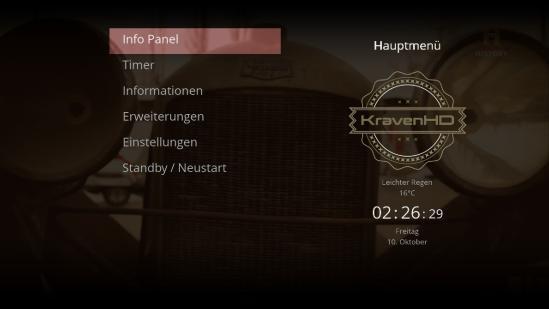 Info Panel
Timer
Informationen
Erweiterungen
Einstellungen
Standby / Neustart
Hauptmenü
HISTORY
KravenHD
Leichter Regen
16°C
02:26:29
Freitag
10. Oktober